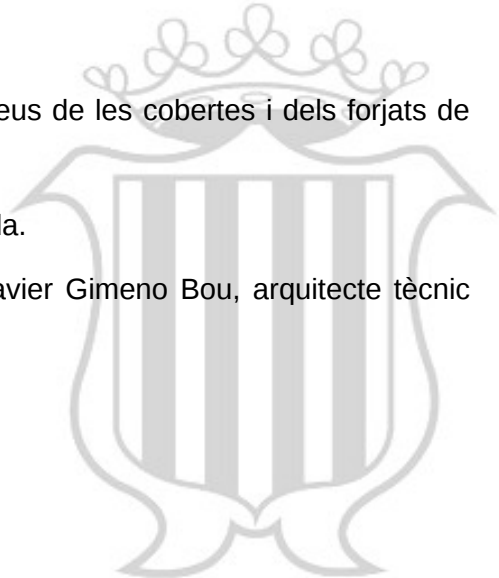 eus de les cobertes i dels forjats de
la.
avier Gimeno Bou, arquitecte tècnic